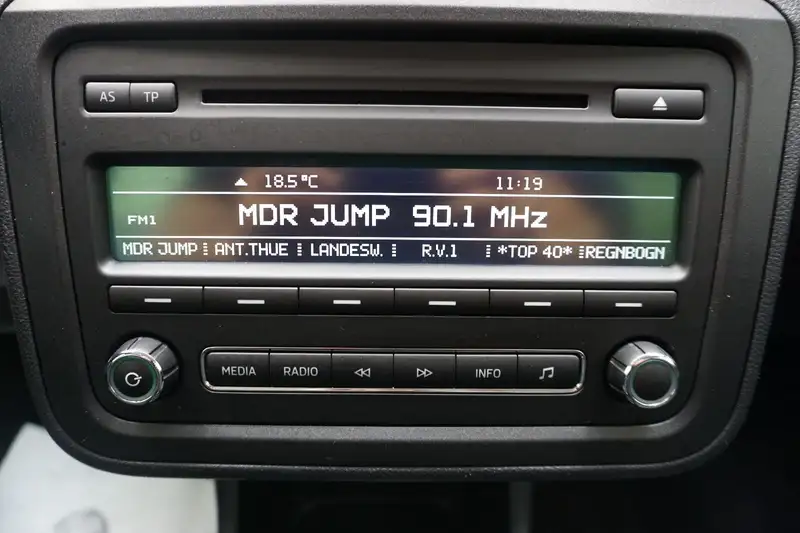 AS TP
18.5°C 11:19
FM1 MDR JUMP 90.1 MHz
MDR JUMP ANT.THUE LANDESW. R.V.1 *TOP 40* REGNBOGN
MEDIA RADIO INFO